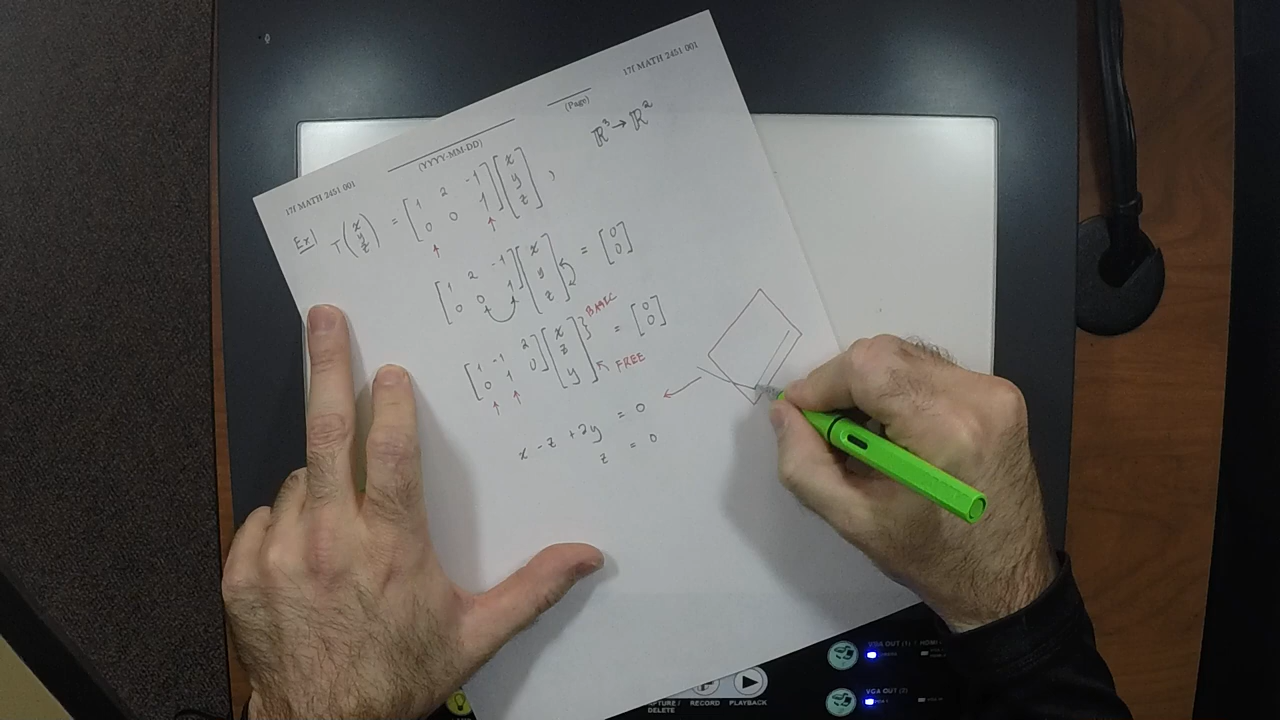 17f MATH 2451 001
(YYYY-MM-DD)
(Page)
17f MATH 2451 001
Ex) T(x y z) = [1 2 -1; 0 0 1][x y z], ℝ³→ℝ²
[1 2 -1; 0 0 1][x y z] = [0 0]
[1 -1 2; 0 1 0][x z y] = [0 0]
} BASIC
↖ FREE
x - z + 2y = 0
z = 0
VGA OUT (1) / HDMI
VGA OUT (2)
DELETE
RECORD
PLAYBACK